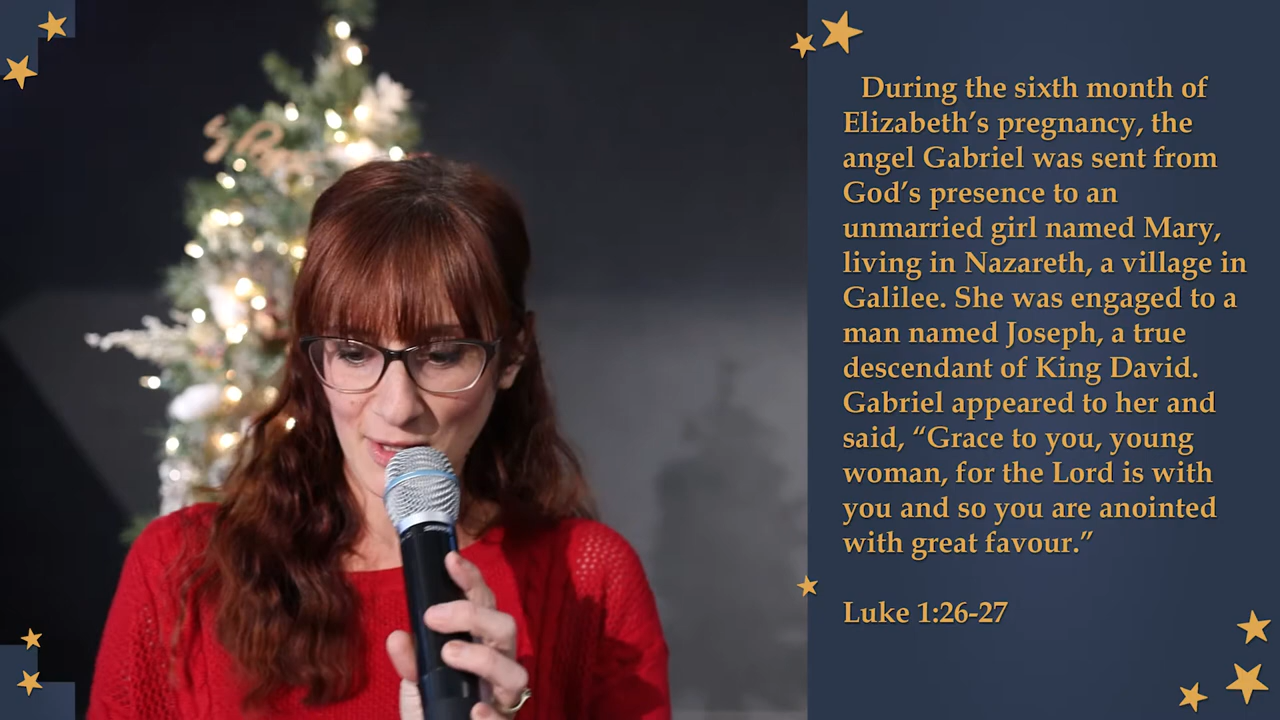 During the sixth month of
Elizabeth’s pregnancy, the
angel Gabriel was sent from
God’s presence to an
unmarried girl named Mary,
living in Nazareth, a village in
Galilee. She was engaged to a
man named Joseph, a true
descendant of King David.
Gabriel appeared to her and
said, “Grace to you, young
woman, for the Lord is with
you and so you are anointed
with great favour.”
Luke 1:26-27